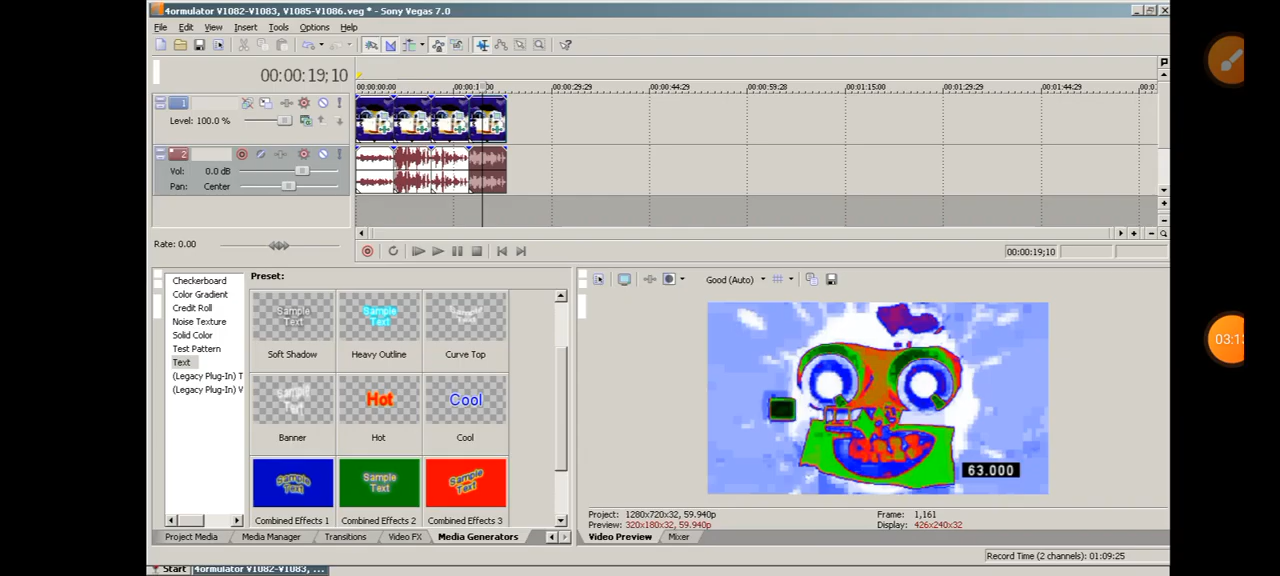 4ormulator V1082-V1083, V1085-V1086.veg * - Sony Vegas 7.0
File Edit View Insert Tools Options Help
00:00:19;10
00:00:00;00 00:00:29;29 00:00:44;29 00:00:59;28 00:01:15;00 00:01:29;29 00:01:44;29
1
Level: 100.0 %
2
Vol: 0.0 dB
Pan: Center
Rate: 0.00
00:00:19;10
03:13
Checkerboard
Color Gradient
Credit Roll
Noise Texture
Solid Color
Test Pattern
Text
(Legacy Plug-In) T
(Legacy Plug-In) V
Preset:
Sample Text
Sample Text
Sample Text
Soft Shadow Heavy Outline Curve Top
Sample Text
Hot
Cool
Banner Hot Cool
Sample Text
Sample Text
Sample Text
Combined Effects 1 Combined Effects 2 Combined Effects 3
Good (Auto)
63.000
Project: 1280x720x32, 59.940p
Preview: 320x180x32, 59.940p
Frame: 1,161
Display: 426x240x32
Project Media Media Manager Transitions Video FX Media Generators
Video Preview Mixer
Record Time (2 channels): 01:09:25
Start 4ormulator V1082-V1083, ...